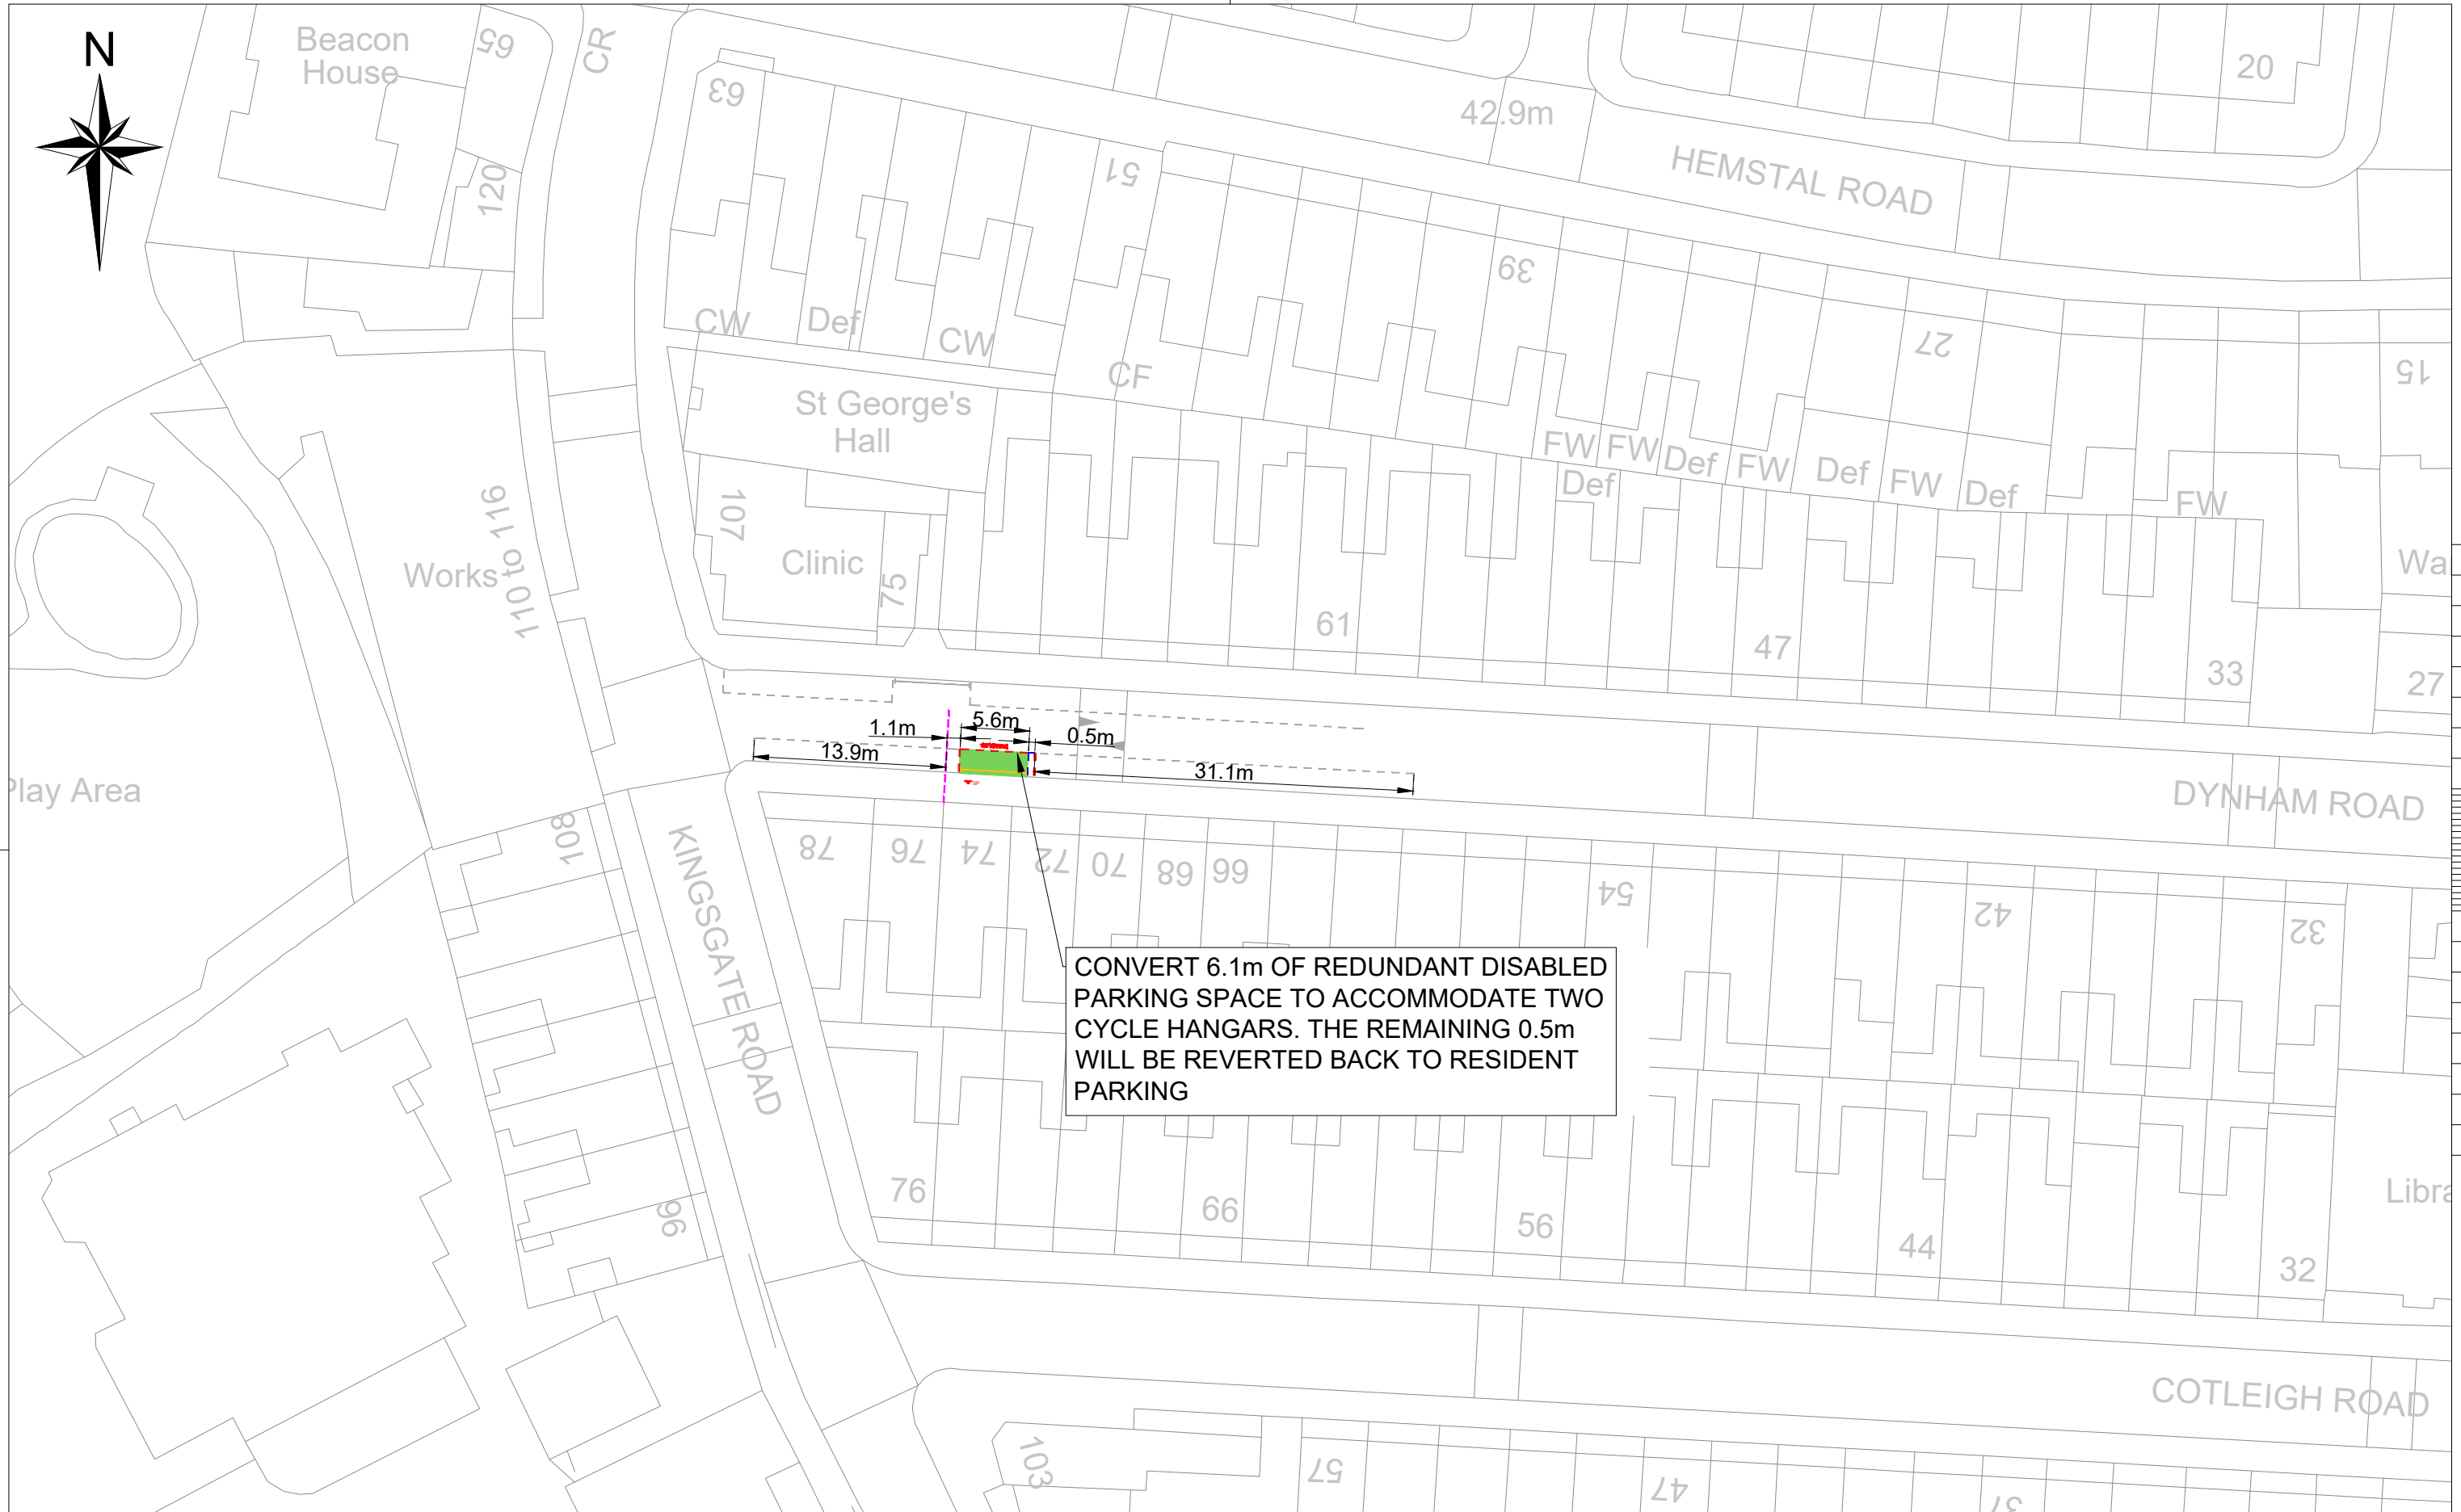 N
Beacon
House
65
CR
120
63
51
42.9m
20
HEMSTAL ROAD
39
27
15
CW
Def
CW
CF
St George's
Hall
FW
FW
Def
FW
Def
FW
Def
Def
FW
107
Clinic
75
Works
110 to 116
61
47
33
27
Wa
1.1m
5.6m
0.5m
13.9m
31.1m
Play Area
DYNHAM ROAD
108
KINGSGATE ROAD
78
76
74
72
70
68
66
54
42
32
CONVERT 6.1m OF REDUNDANT DISABLED
PARKING SPACE TO ACCOMMODATE TWO
CYCLE HANGARS. THE REMAINING 0.5m
WILL BE REVERTED BACK TO RESIDENT
PARKING
96
76
66
56
44
32
Libra
COTLEIGH ROAD
103
57
47
37